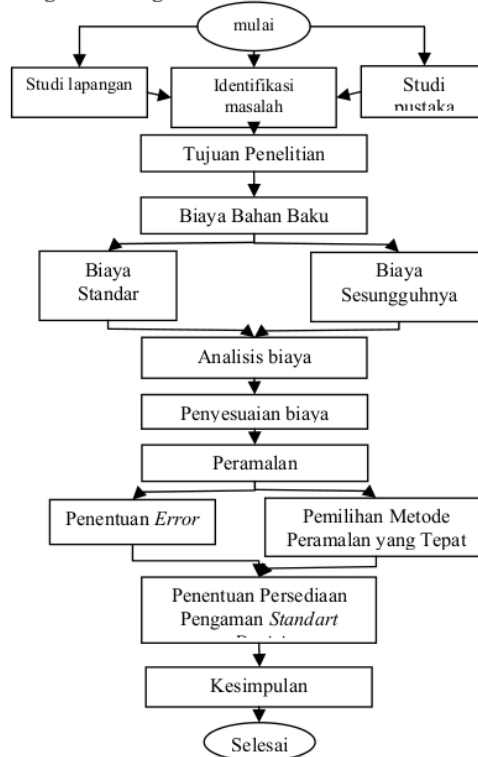 mulai
Studi lapangan
Identifikasi
masalah
Studi
pustaka
Tujuan Penelitian
Biaya Bahan Baku
Biaya
Standar
Biaya
Sesungguhnya
Analisis biaya
Penyesuaian biaya
Peramalan
Penentuan Error
Pemilihan Metode
Peramalan yang Tepat
Penentuan Persediaan
Pengaman Standart
Kesimpulan
Selesai